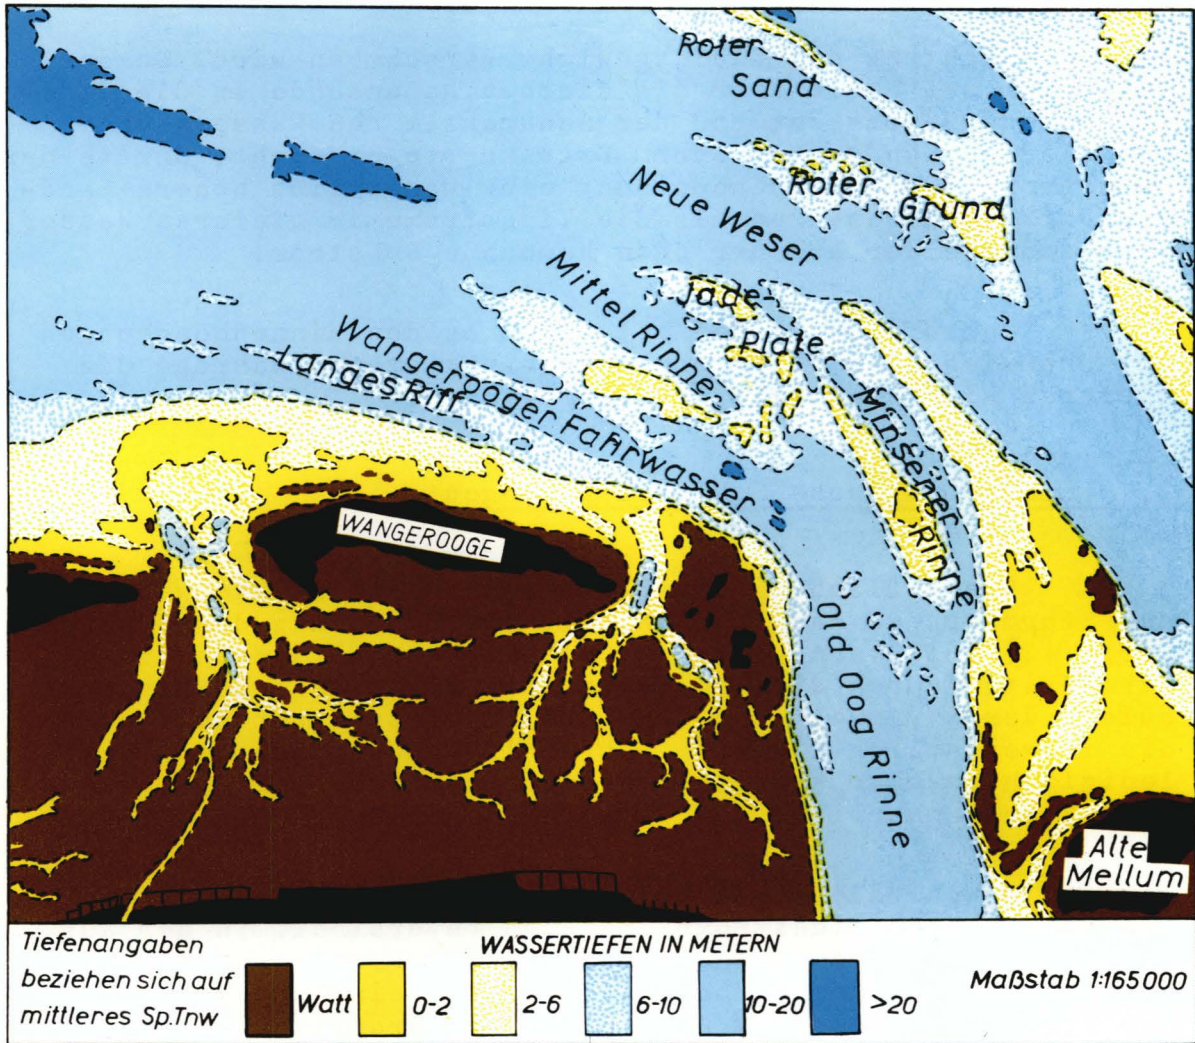 Roter
Sand
Roter
Grund
Neue Weser
Mittel Rinne
Jade-
Plate
Wangerooger Fahrwasser
Langes Riff
Minsener
Rinne
WANGEROOGE
Old Oog Rinne
Alte
Mellum
Tiefenangaben
beziehen sich auf
mittleres Sp.Tnw
WASSERTIEFEN IN METERN
Watt 0-2 2-6 6-10 10-20 >20
Maßstab 1:165000